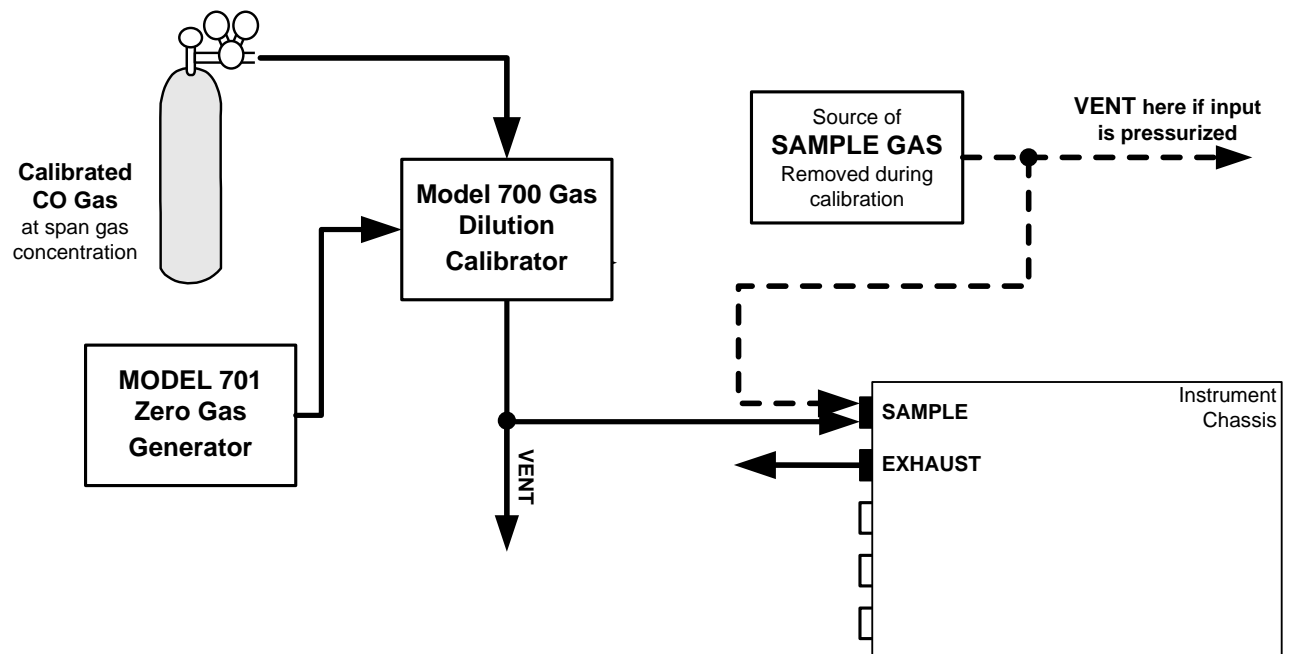 Calibrated
CO Gas
at span gas
concentration
Model 700 Gas
Dilution
Calibrator
MODEL 701
Zero Gas
Generator
VENT
Source of
SAMPLE GAS
Removed during
calibration
VENT here if input
is pressurized
Instrument
Chassis
SAMPLE
EXHAUST